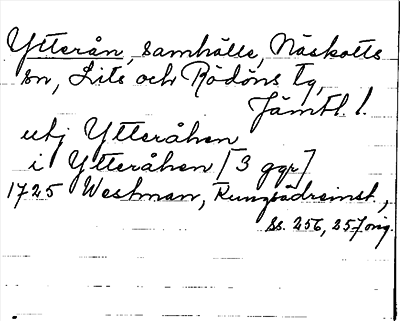 Ytterån, samhälle, Näskotts
sn, Lits och Rödöns tg,
Jämtl. l.
utj Ytteråhen
i Ytteråhen [3 ggr]
1725 Westman, Kungsådreinst.,
ss. 256, 257 orig.